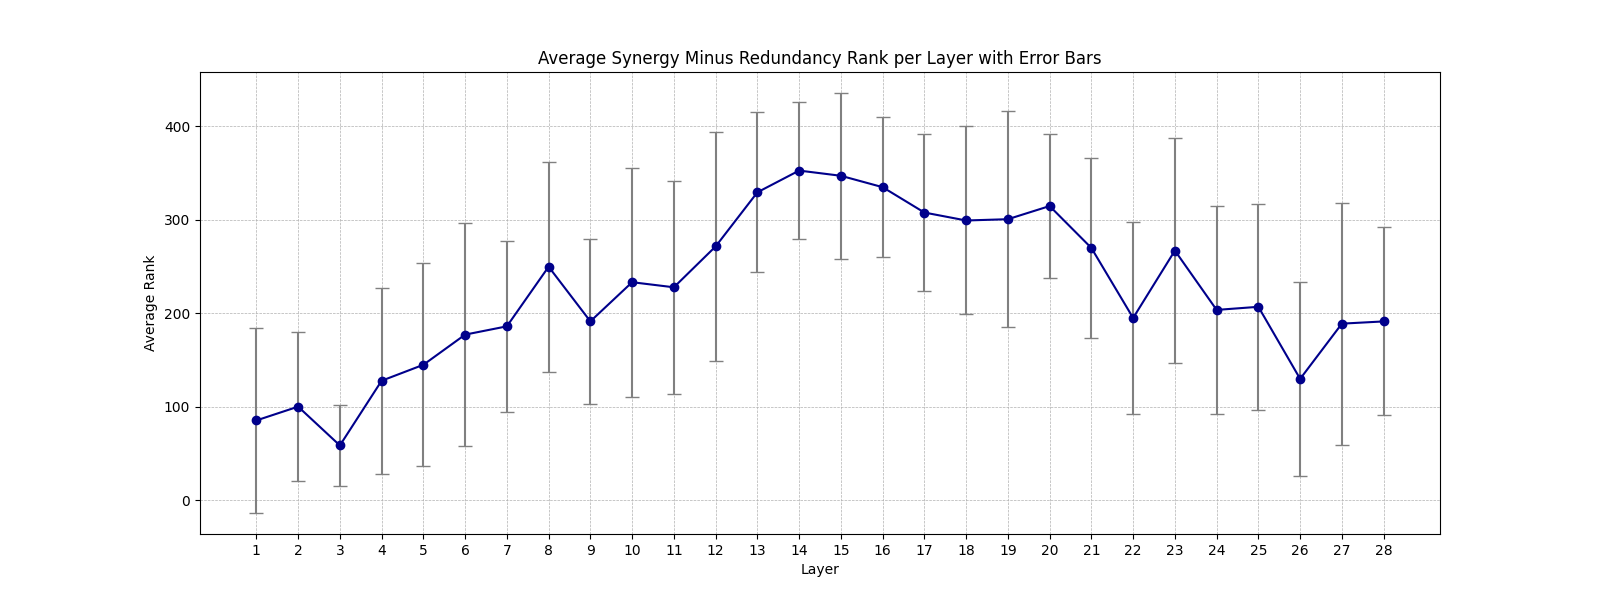 Average Synergy Minus Redundancy Rank per Layer with Error Bars
400
300
200
100
0
Average Rank
1 2 3 4 5 6 7 8 9 10 11 12 13 14 15 16 17 18 19 20 21 22 23 24 25 26 27 28
Layer